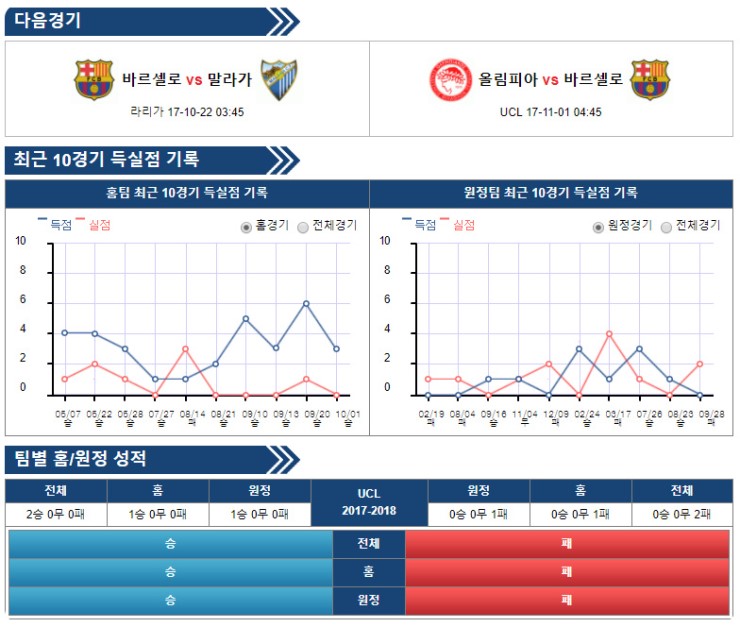 다음경기
바르셀로 vs 말라가
라리가 17-10-22 03:45
올림피아 vs 바르셀로
UCL 17-11-01 04:45
최근 10경기 득실점 기록
홈팀 최근 10경기 득실점 기록
원정팀 최근 10경기 득실점 기록
득점 실점 홈경기 전체경기
득점 실점 원정경기 전체경기
10
8
6
4
2
0
05/07 05/22 05/28 07/27 08/14 08/21 09/10 09/13 09/20 10/01
승 승 승 승 패 승 승 승 승 승
10
8
6
4
2
0
02/19 08/04 09/16 11/04 12/09 02/24 03/17 07/26 08/23 09/28
패 패 승 무 패 승 패 승 승 패
팀별 홈/원정 성적
전체 홈 원정 UCL 2017-2018 원정 홈 전체
2승 0무 0패 1승 0무 0패 1승 0무 0패 0승 0무 1패 0승 0무 1패 0승 0무 2패
승 전체 패
승 홈 패
승 원정 패